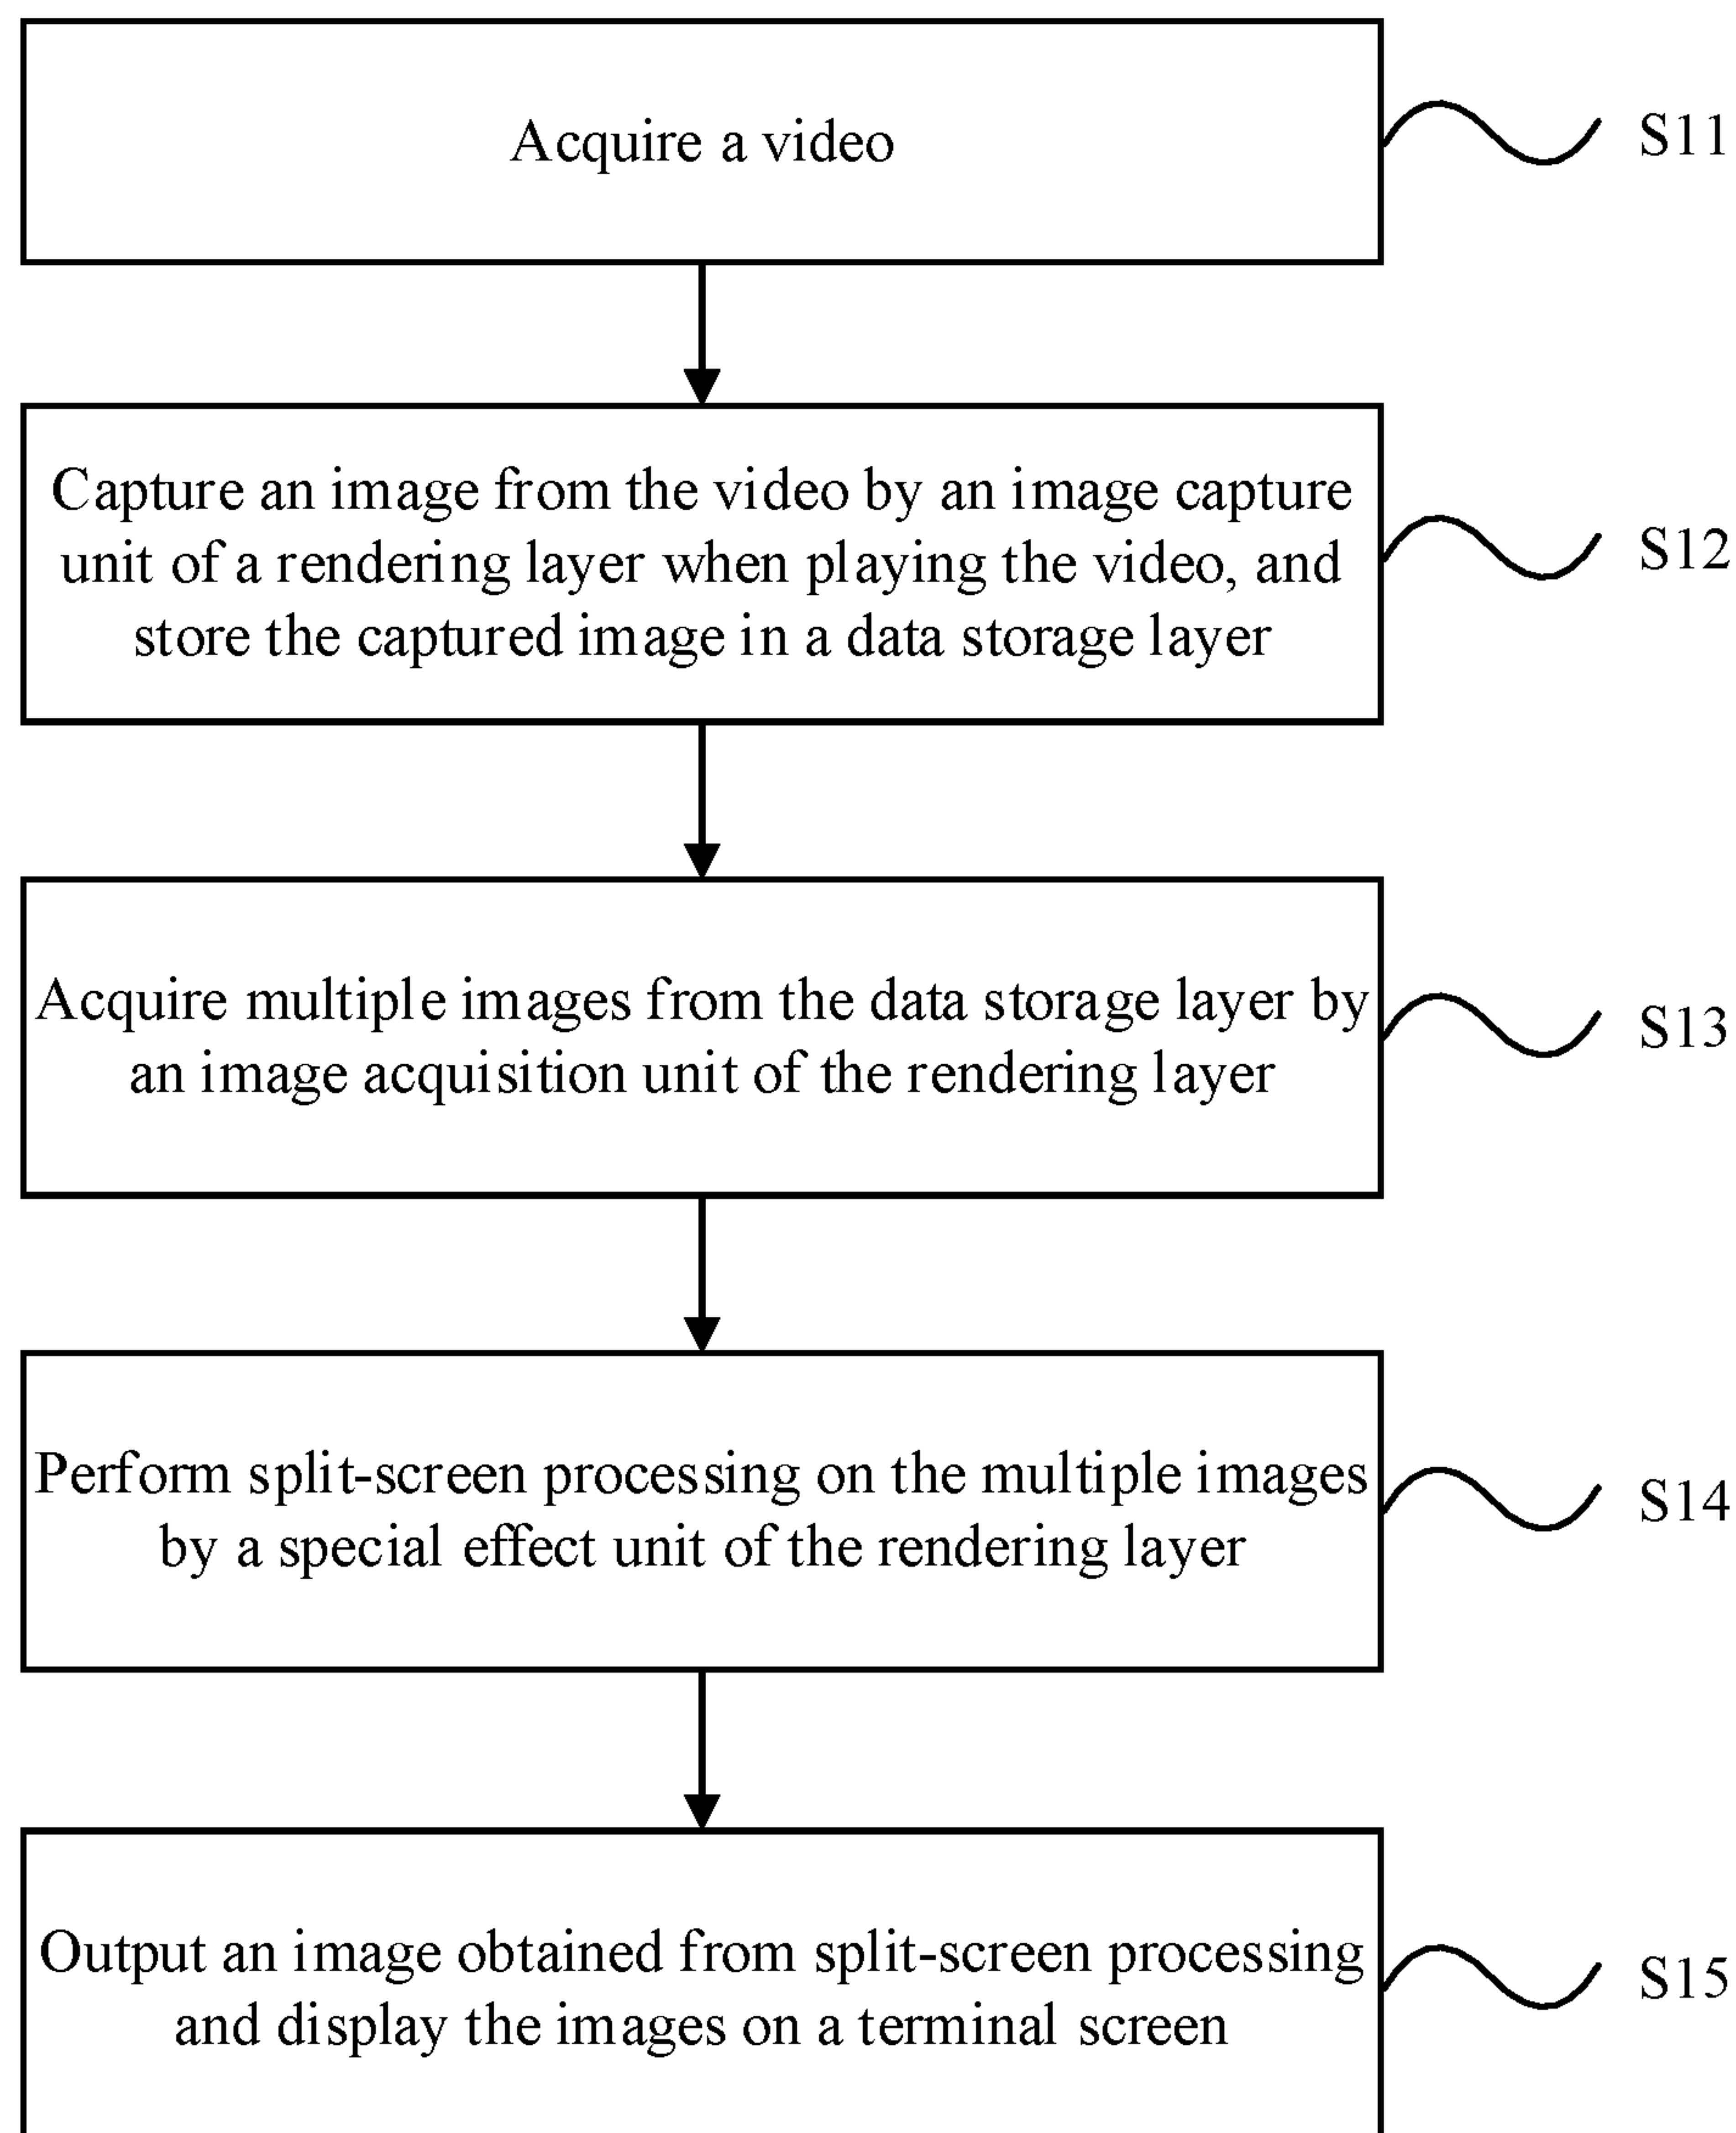 Acquire a video
S11
Capture an image from the video by an image capture
unit of a rendering layer when playing the video, and
store the captured image in a data storage layer
S12
Acquire multiple images from the data storage layer by
an image acquisition unit of the rendering layer
S13
Perform split-screen processing on the multiple images
by a special effect unit of the rendering layer
S14
Output an image obtained from split-screen processing
and display the images on a terminal screen
S15